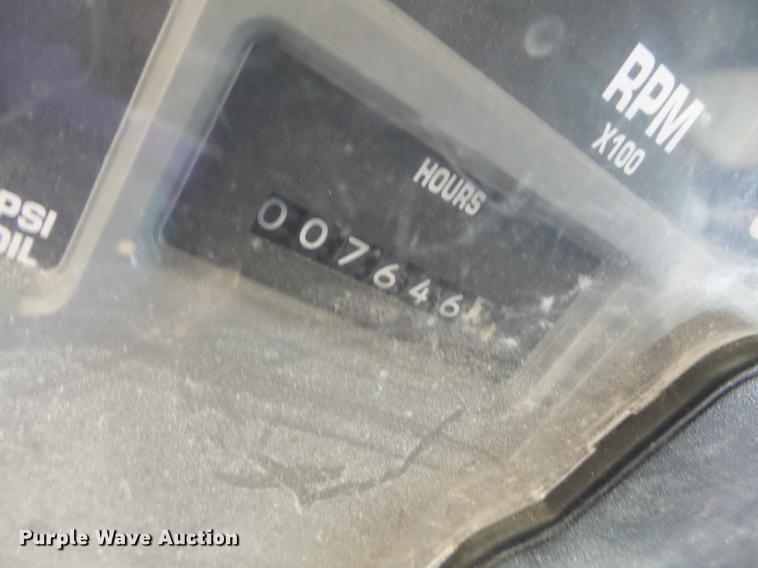 RPM
X100
HOURS
PSI
OIL
007646
Purple Wave Auction